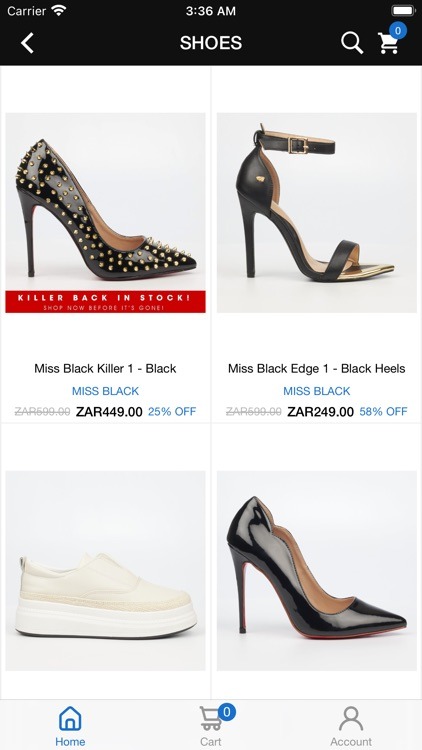 Carrier 3:36 AM
SHOES
0
KILLER BACK IN STOCK!
SHOP NOW BEFORE IT'S GONE!
Miss Black Killer 1 - Black
MISS BLACK
ZAR599.00 ZAR449.00 25% OFF
Miss Black Edge 1 - Black Heels
MISS BLACK
ZAR599.00 ZAR249.00 58% OFF
0
Home Cart Account